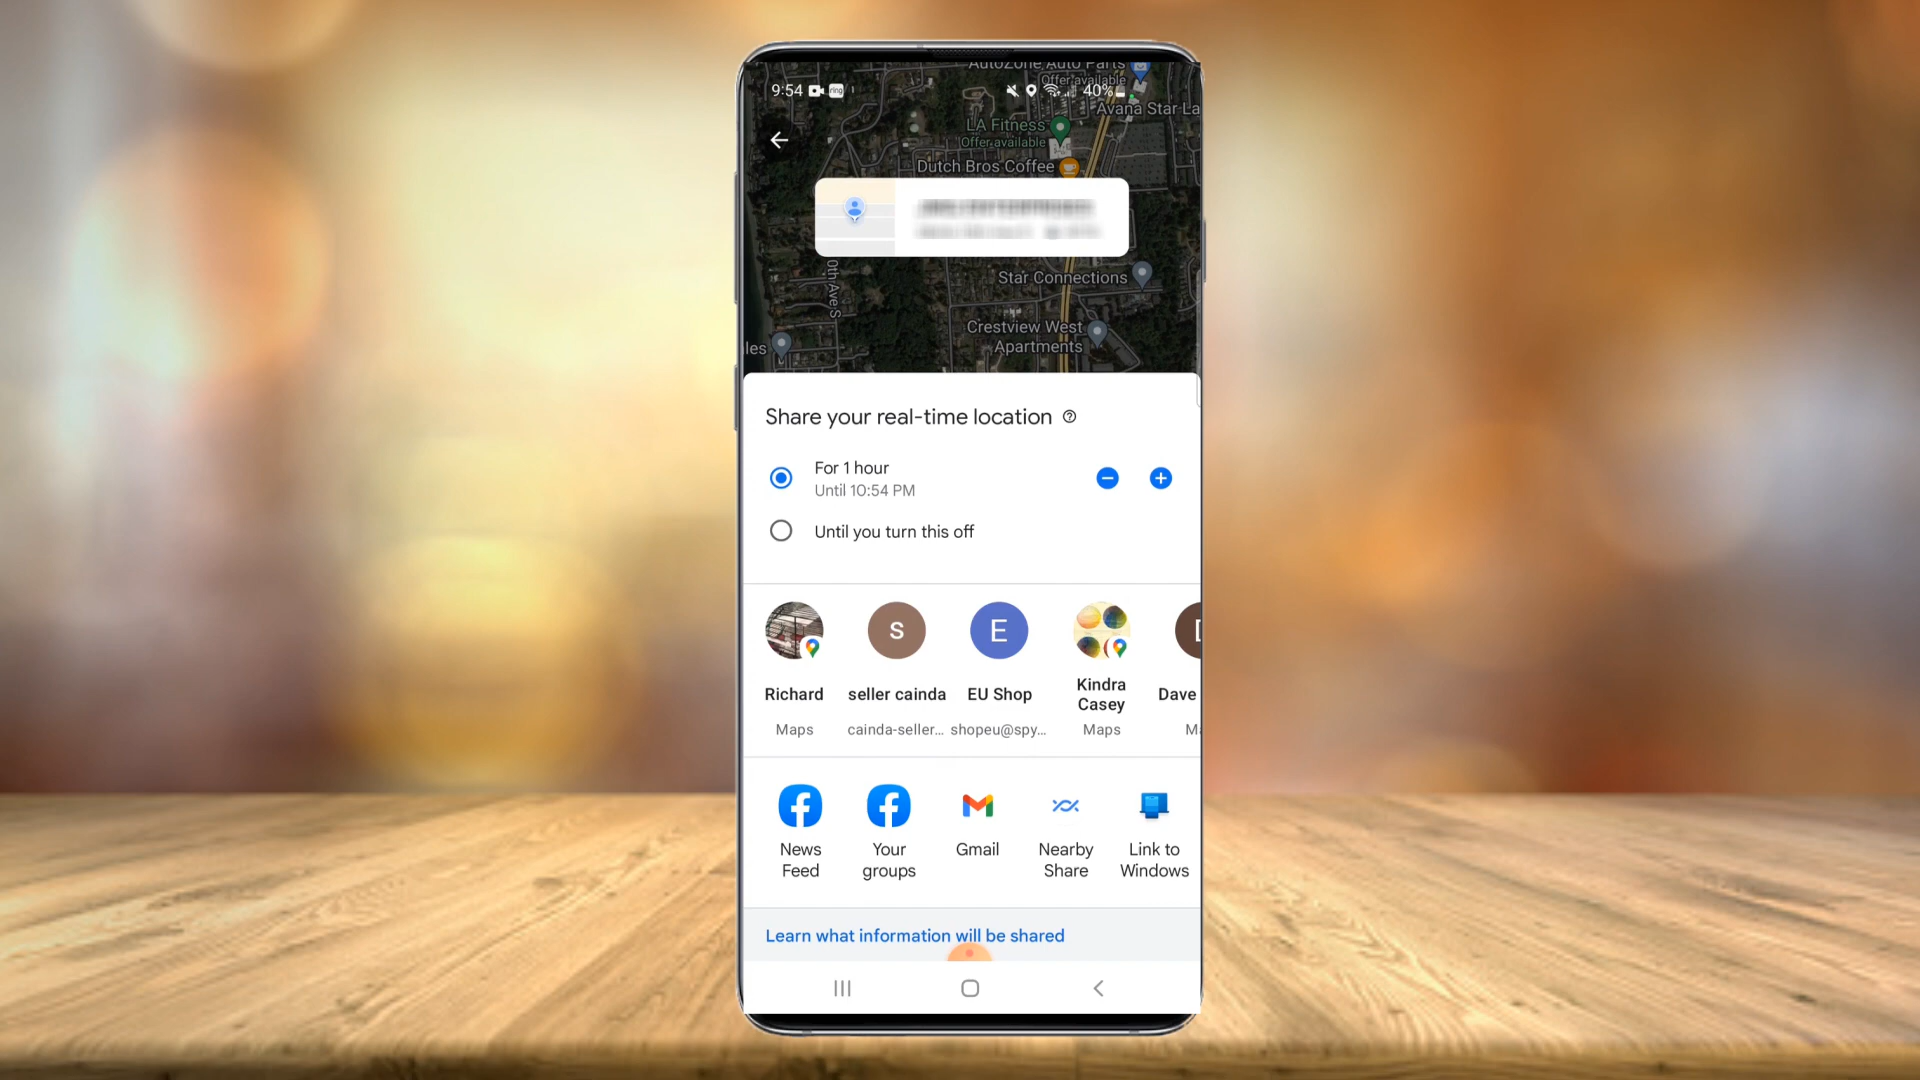 AutoZone Auto Parts
Offer available
9:54
ring
40%
Avana Star La
LA Fitness
Offer available
Dutch Bros Coffee
0th Ave S
Star Connections
Crestview West
Apartments
les
Share your real-time location
For 1 hour
Until 10:54 PM
Until you turn this off
S
E
Richard
seller cainda
EU Shop
Kindra
Casey
Dave
Maps
cainda-seller...
shopeu@spy...
Maps
Ma
News
Feed
Your
groups
Gmail
Nearby
Share
Link to
Windows
Learn what information will be shared